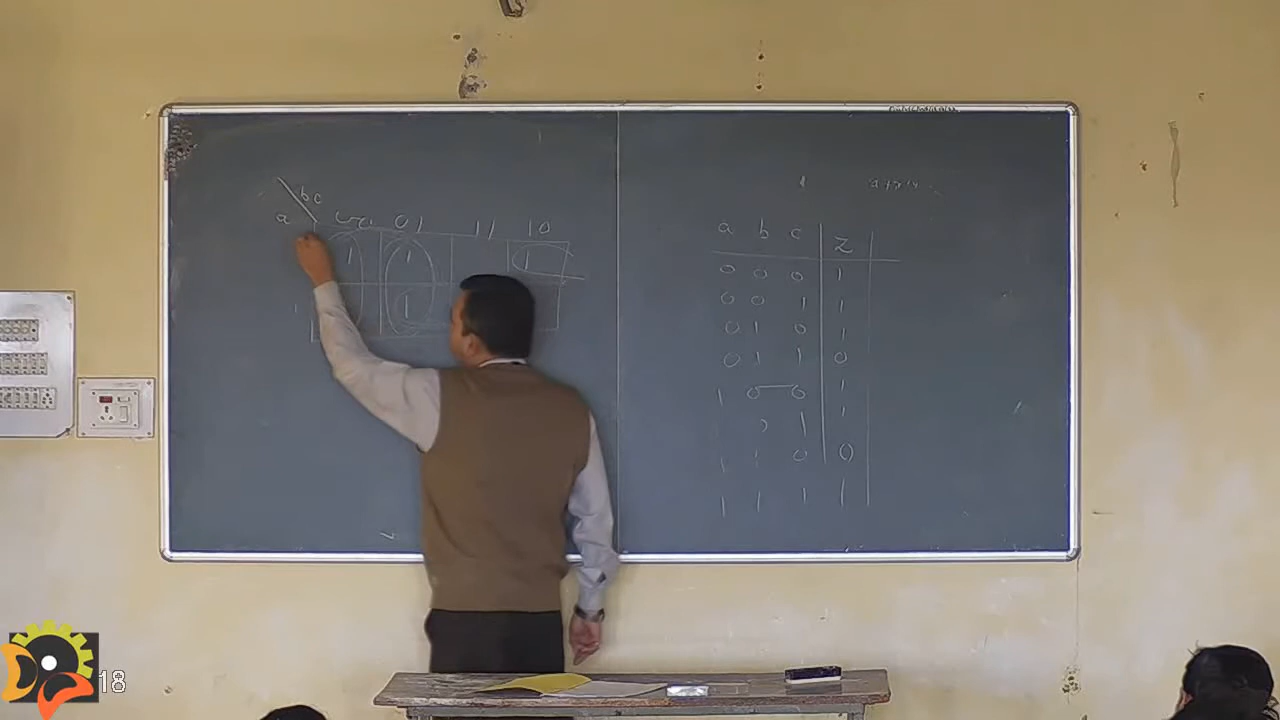 bc
a 01 11 10
1 1 1
1 1
a b c z
0 0 0 1
0 0 1 1
0 1 0 1
0 1 1 0
1 0 0 1
1 0 1 1
1 1 0 0
1 1 1 1
18